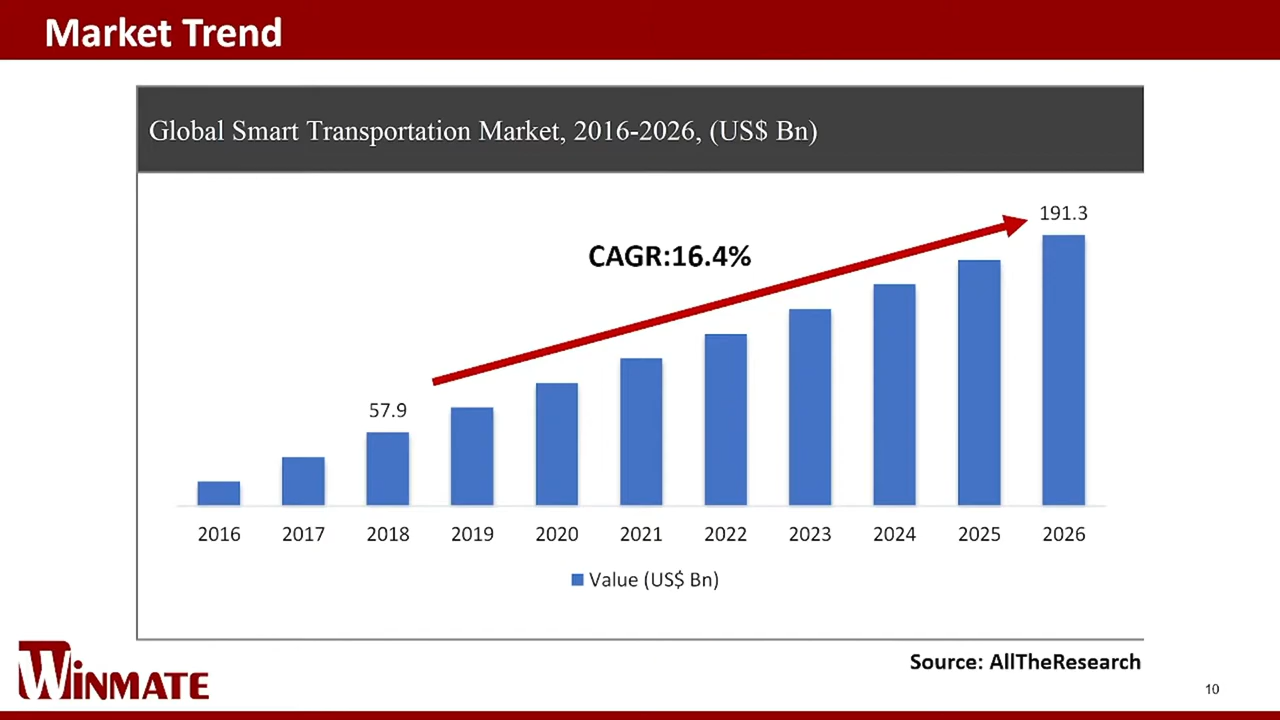 Market Trend
Global Smart Transportation Market, 2016-2026, (US$ Bn)
191.3
CAGR:16.4%
57.9
2016 2017 2018 2019 2020 2021 2022 2023 2024 2025 2026
Value (US$ Bn)
Source: AllTheResearch
WINMATE
10